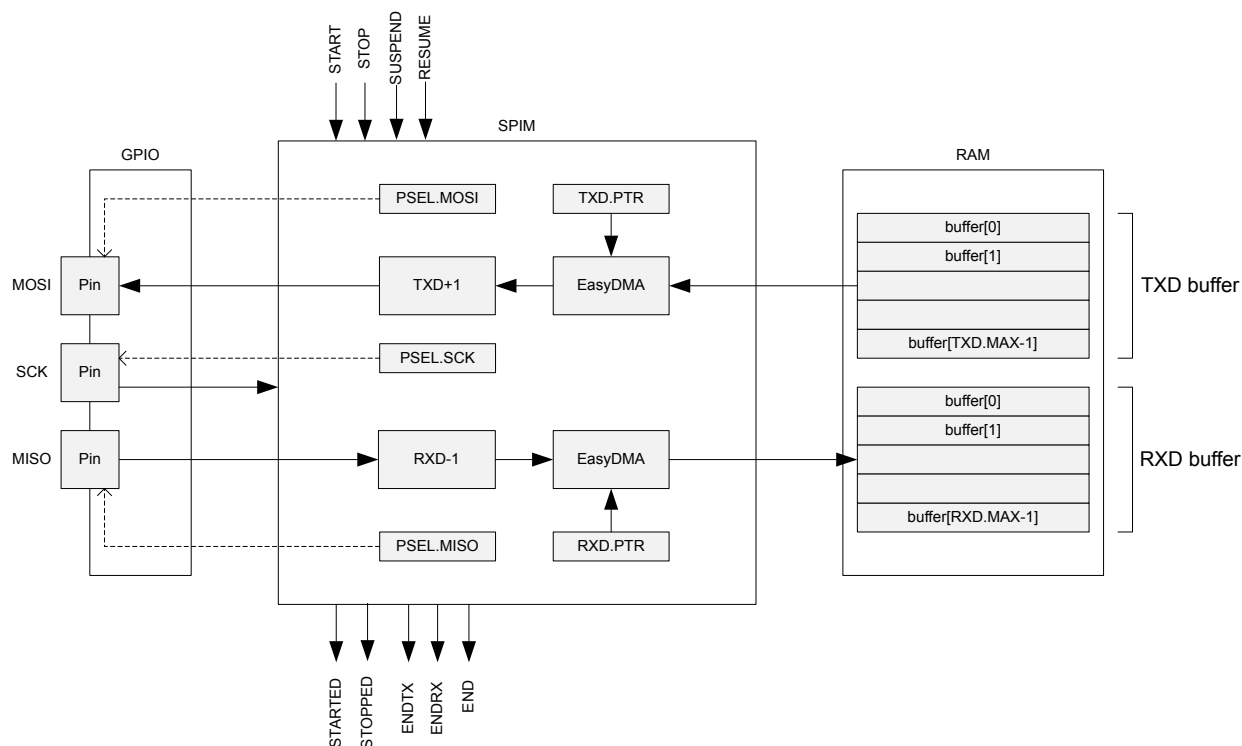 START
STOP
SUSPEND
RESUME
SPIM
GPIO
RAM
PSEL.MOSI
TXD.PTR
buffer[0]
buffer[1]
MOSI
Pin
TXD+1
EasyDMA
TXD buffer
buffer[TXD.MAX-1]
PSEL.SCK
SCK
Pin
buffer[0]
buffer[1]
MISO
Pin
RXD-1
EasyDMA
RXD buffer
buffer[RXD.MAX-1]
PSEL.MISO
RXD.PTR
STARTED
STOPPED
ENDTX
ENDRX
END